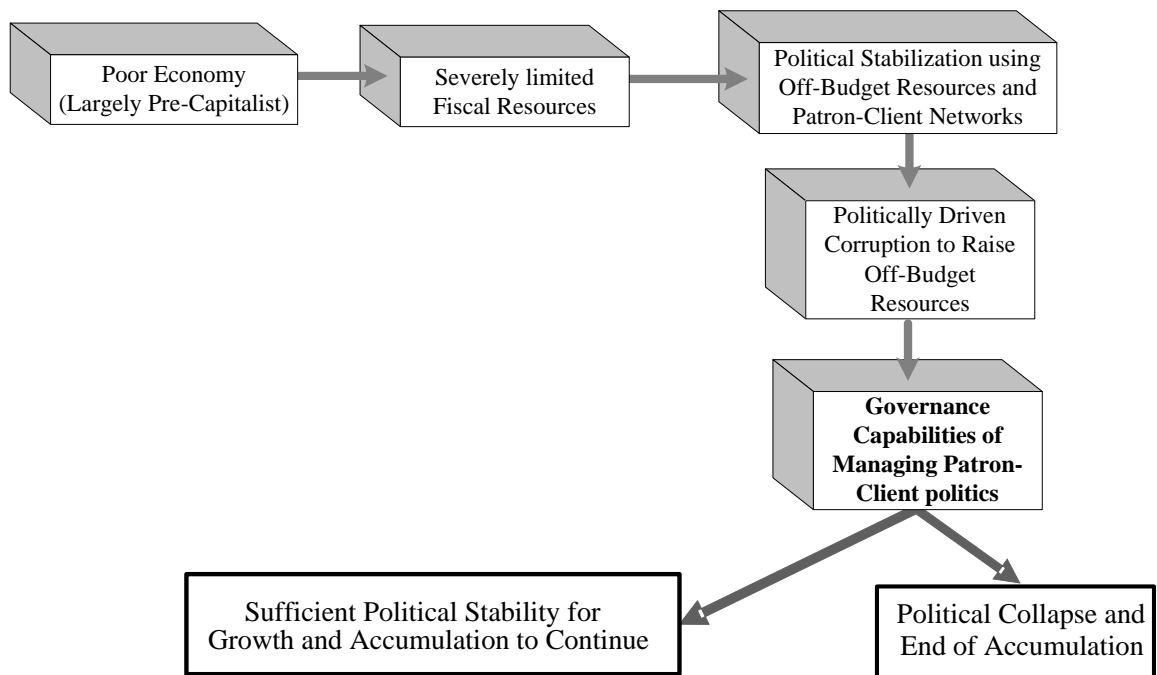 Poor Economy
(Largely Pre-Capitalist)
Severely limited
Fiscal Resources
Political Stabilization using
Off-Budget Resources and
Patron-Client Networks
Politically Driven
Corruption to Raise
Off-Budget
Resources
Governance
Capabilities of
Managing Patron-
Client politics
Sufficient Political Stability for
Growth and Accumulation to Continue
Political Collapse and
End of Accumulation